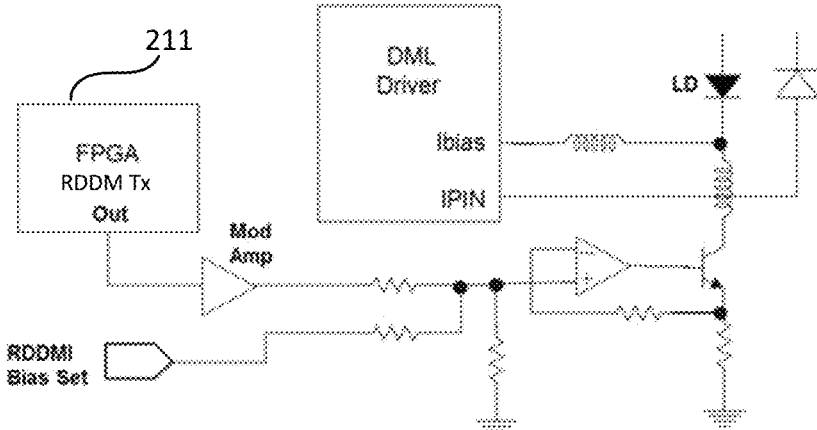 211
DML
Driver
LD
FPGA
RDDM Tx
Out
Ibias
IPIN
Mod
Amp
RDDMI
Bias Set